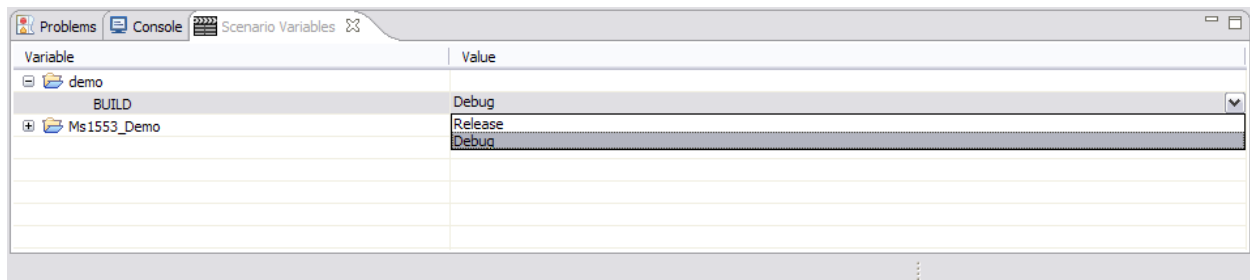 Problems Console Scenario Variables
Variable Value
demo
BUILD Debug
Ms1553_Demo Release
Debug